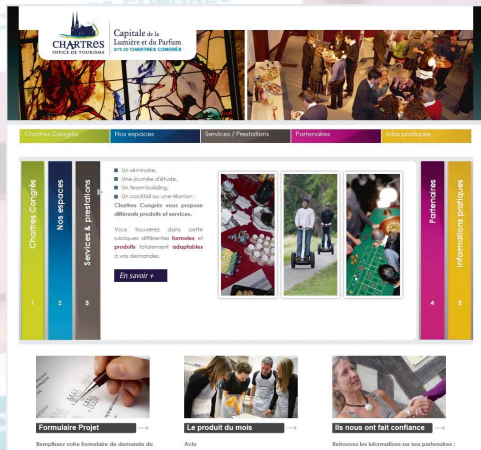 CHARTRES
OFFICE DE TOURISME
Capitale de la
Lumière et du Parfum
SITE DE CHARTRES CONGRÈS
Chartres Congrès
Nos espaces
Services / Prestations
Partenaires
Infos pratiques
Chartres Congrès
1
Nos espaces
2
Services & prestations
3
Un séminaire,
Une journée d'étude,
Un team-building,
Un cocktail ou une réunion :
Chartres Congrès vous propose
différents produits et services.
Vous trouverez dans cette
rubriques différentes formules et
produits totalement adaptables
à vos demandes.
En savoir +
Partenaires
4
Informations pratiques
5
Formulaire Projet
Remplissez votre formulaire de demande de
Le produit du mois
Actu
Ils nous ont fait confiance
Retrouvez les informations sur nos partenaires :